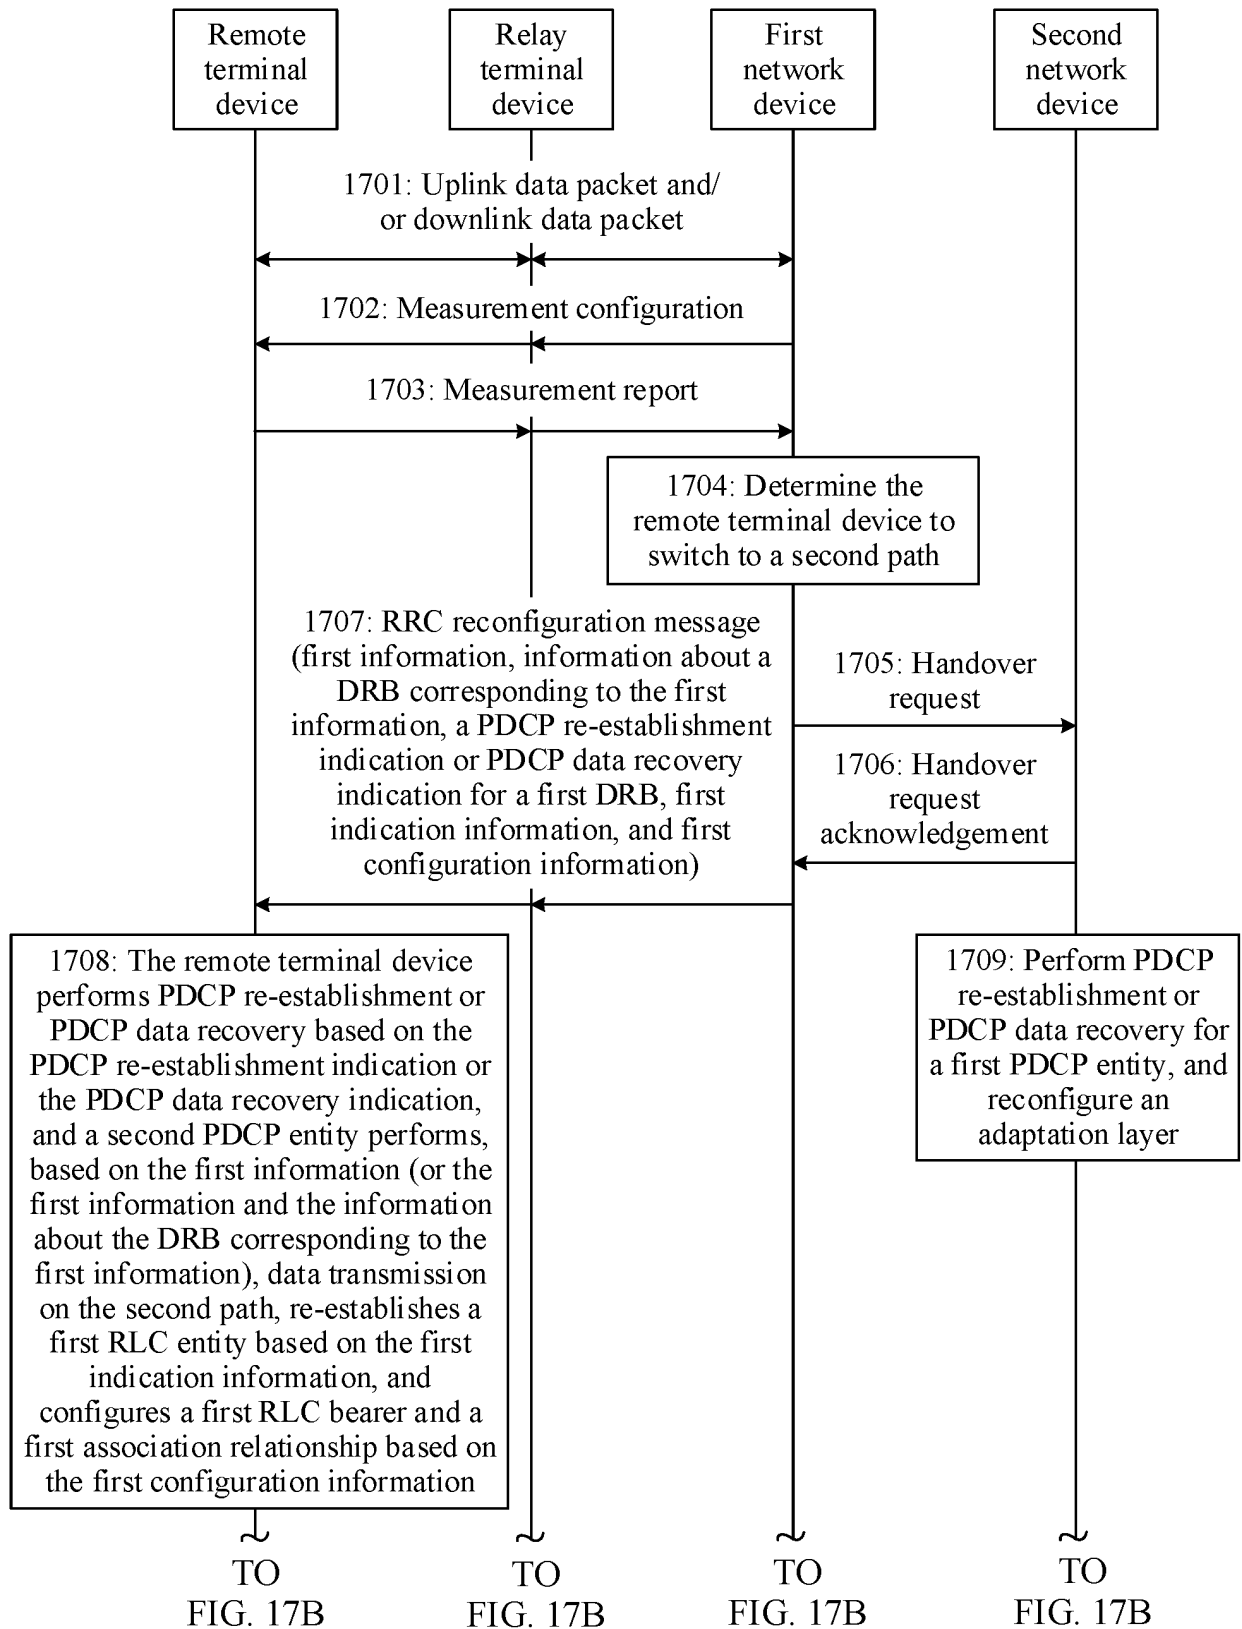 Remote
terminal
device
Relay
terminal
device
First
network
device
Second
network
device
1701: Uplink data packet and/
or downlink data packet
1702: Measurement configuration
1703: Measurement report
1704: Determine the
remote terminal device to
switch to a second path
1705: Handover
request
1706: Handover
request
acknowledgement
1707: RRC reconfiguration message
(first information, information about a
DRB corresponding to the first
information, a PDCP re-establishment
indication or PDCP data recovery
indication for a first DRB, first
indication information, and first
configuration information)
1708: The remote terminal device
performs PDCP re-establishment or
PDCP data recovery based on the
PDCP re-establishment indication or
the PDCP data recovery indication,
and a second PDCP entity performs,
based on the first information (or the
first information and the information
about the DRB corresponding to the
first information), data transmission
on the second path, re-establishes a
first RLC entity based on the first
indication information, and
configures a first RLC bearer and a
first association relationship based on
the first configuration information
1709: Perform PDCP
re-establishment or
PDCP data recovery for
a first PDCP entity, and
reconfigure an
adaptation layer
TO
FIG. 17B
TO
FIG. 17B
TO
FIG. 17B
TO
FIG. 17B